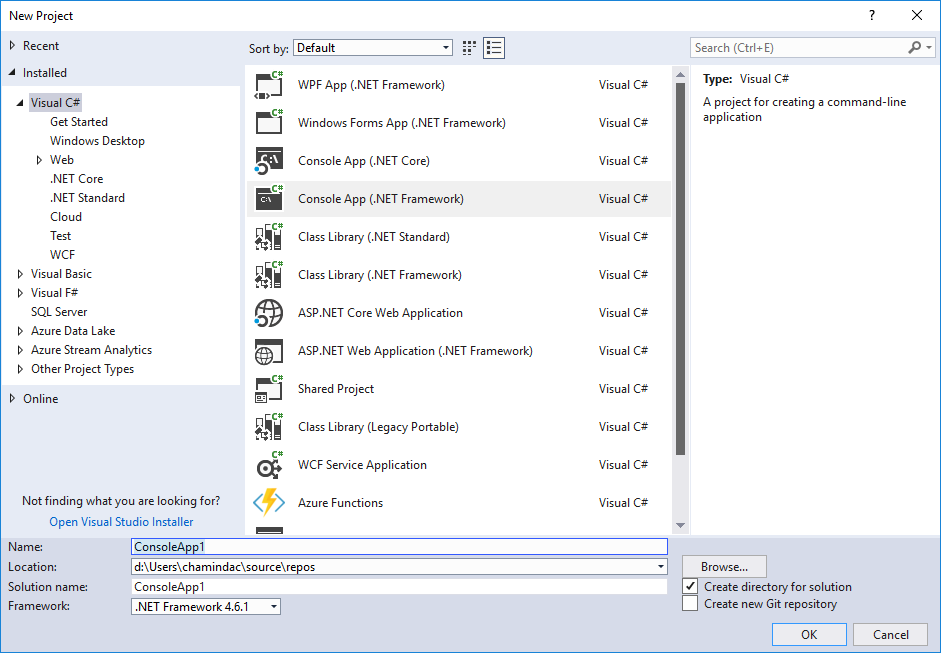 New Project
?
Recent
Installed
Visual C#
Get Started
Windows Desktop
Web
.NET Core
.NET Standard
Cloud
Test
WCF
Visual Basic
Visual F#
SQL Server
Azure Data Lake
Azure Stream Analytics
Other Project Types
Online
Not finding what you are looking for?
Open Visual Studio Installer
Sort by: Default
WPF App (.NET Framework) Visual C#
Windows Forms App (.NET Framework) Visual C#
Console App (.NET Core) Visual C#
Console App (.NET Framework) Visual C#
Class Library (.NET Standard) Visual C#
Class Library (.NET Framework) Visual C#
ASP.NET Core Web Application Visual C#
ASP.NET Web Application (.NET Framework) Visual C#
Shared Project Visual C#
Class Library (Legacy Portable) Visual C#
WCF Service Application Visual C#
Azure Functions Visual C#
Search (Ctrl+E)
Type: Visual C#
A project for creating a command-line
application
Name: ConsoleApp1
Location: d:\Users\chamindac\source\repos
Browse...
Solution name: ConsoleApp1
Create directory for solution
Framework: .NET Framework 4.6.1
Create new Git repository
OK Cancel